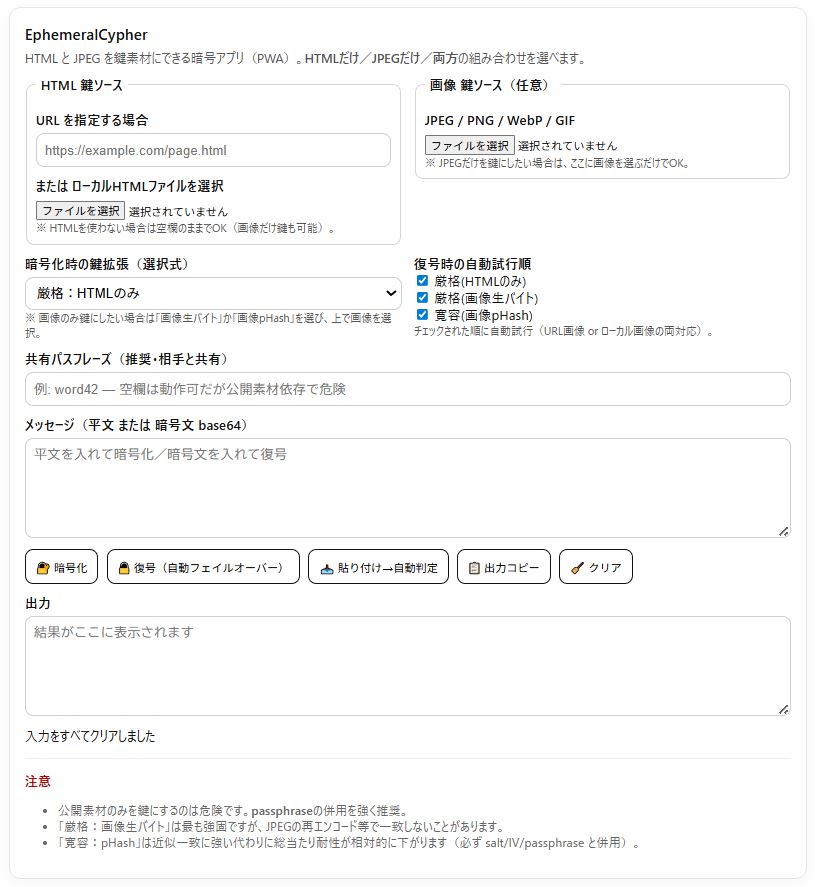 EphemeralCypher
HTML と JPEG を鍵素材にできる暗号アプリ（PWA）。HTMLだけ／JPEGだけ／両方の組み合わせを選べます。
HTML 鍵ソース
URL を指定する場合
https://example.com/page.html
または ローカルHTMLファイルを選択
ファイルを選択 選択されていません
※ HTMLを使わない場合は空欄のままでOK（画像だけ鍵も可能）。
画像 鍵ソース（任意）
JPEG / PNG / WebP / GIF
ファイルを選択 選択されていません
※ JPEGだけを鍵にしたい場合は、ここに画像を選ぶだけでOK。
暗号化時の鍵拡張（選択式）
厳格：HTMLのみ
※ 画像のみ鍵にしたい場合は「画像生バイト」か「画像pHash」を選び、上で画像を選
択。
復号時の自動試行順
厳格(HTMLのみ)
厳格(画像生バイト)
寛容(画像pHash)
チェックされた順に自動試行（URL画像 or ローカル画像の両対応）。
共有パスフレーズ（推奨・相手と共有）
例: word42 — 空欄は動作可だが公開素材依存で危険
メッセージ（平文 または 暗号文 base64）
平文を入れて暗号化／暗号文を入れて復号
暗号化 復号（自動フェイルオーバー） 貼り付け→自動判定 出力コピー クリア
出力
結果がここに表示されます
入力をすべてクリアしました
注意
• 公開素材のみを鍵にするのは危険です。passphraseの併用を強く推奨。
• 「厳格：画像生バイト」は最も強固ですが、JPEGの再エンコード等で一致しないことがあります。
• 「寛容：pHash」は近似一致に強い代わりに総当たり耐性が相対的に下がります（必ず salt/IV/passphrase と併用）。